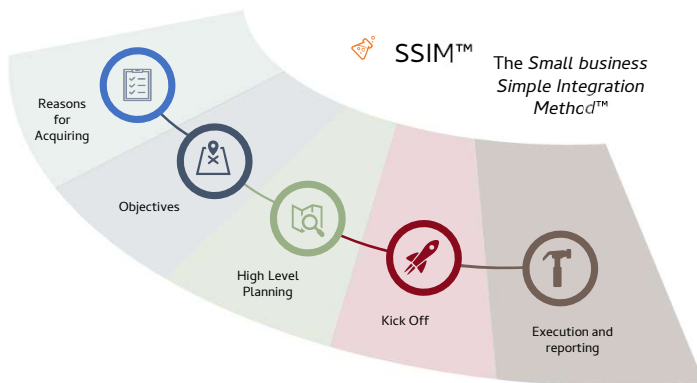 SSIM™
The Small business
Simple Integration
Method™
Reasons
for
Acquiring
Objectives
High Level
Planning
Kick Off
Execution and
reporting